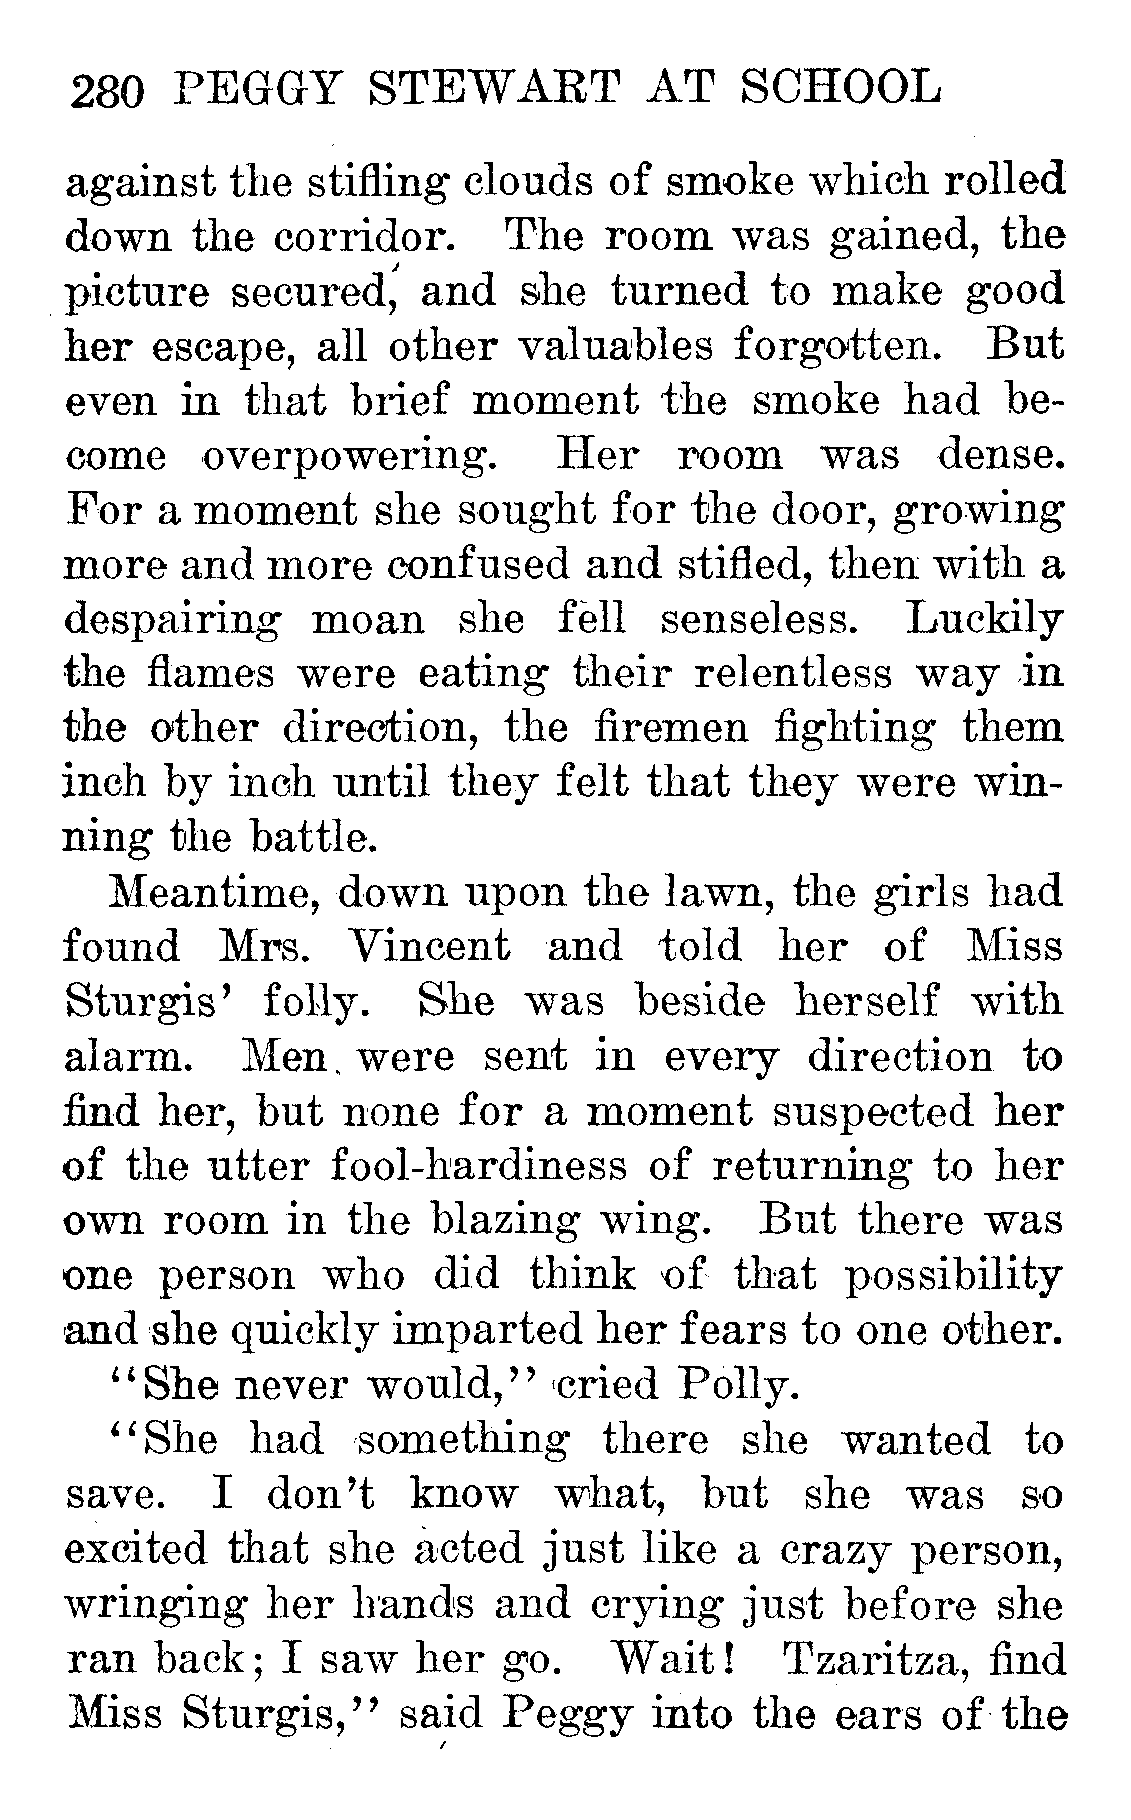 280 PEGGY STEWART AT SCHOOL
against the stifling clouds of smoke which rolled
down the corridor. The room was gained, the
picture secured, and she turned to make good
her escape, all other valuables forgotten. But
even in that brief moment the smoke had be-
come overpowering. Her room was dense.
For a moment she sought for the door, growing
more and more confused and stifled, then with a
despairing moan she fell senseless. Luckily
the flames were eating their relentless way in
the other direction, the firemen fighting them
inch by inch until they felt that they were win-
ning the battle.
Meantime, down upon the lawn, the girls had
found Mrs. Vincent and told her of Miss
Sturgis' folly. She was beside herself with
alarm. Men were sent in every direction to
find her, but none for a moment suspected her
of the utter fool-hardiness of returning to her
own room in the blazing wing. But there was
one person who did think of that possibility
and she quickly imparted her fears to one other.
"She never would," cried Polly.
"She had something there she wanted to
save. I don't know what, but she was so
excited that she acted just like a crazy person,
wringing her hands and crying just before she
ran back; I saw her go. Wait! Tzaritza, find
Miss Sturgis," said Peggy into the ears of the